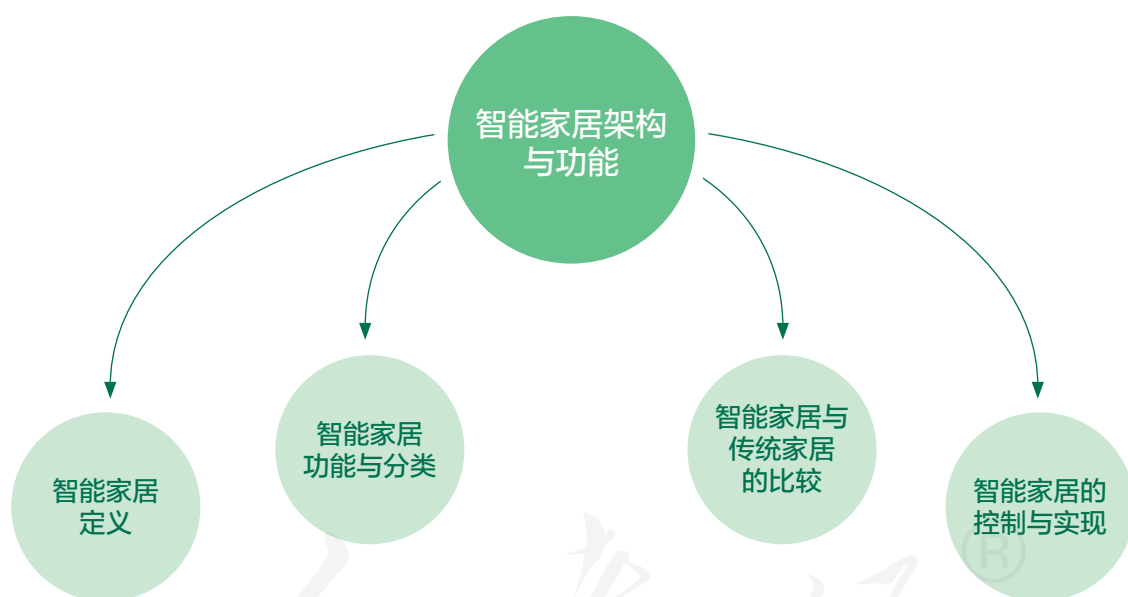 智能家居架构
与功能
智能家居
定义
智能家居
功能与分类
智能家居与
传统家居
的比较
智能家居的
控制与实现
®